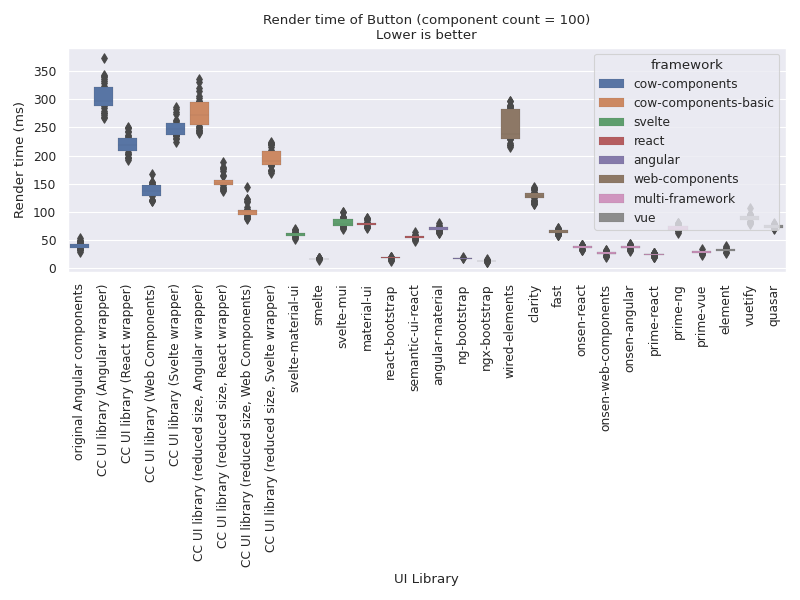 Render time of Button (component count = 100)
Lower is better
Render time (ms)
350
300
250
200
150
100
50
0
framework
cow-components
cow-components-basic
svelte
react
angular
web-components
multi-framework
vue
original Angular components
CC UI library (Angular wrapper)
CC UI library (React wrapper)
CC UI library (Web Components)
CC UI library (Svelte wrapper)
CC UI library (reduced size, Angular wrapper)
CC UI library (reduced size, React wrapper)
CC UI library (reduced size, Web Components)
CC UI library (reduced size, Svelte wrapper)
svelte-material-ui
smelte
svelte-mui
material-ui
react-bootstrap
semantic-ui-react
angular-material
ng-bootstrap
ngx-bootstrap
wired-elements
clarity
fast
onsen-react
onsen-web-components
onsen-angular
prime-react
prime-ng
prime-vue
element
vuetify
quasar
UI Library